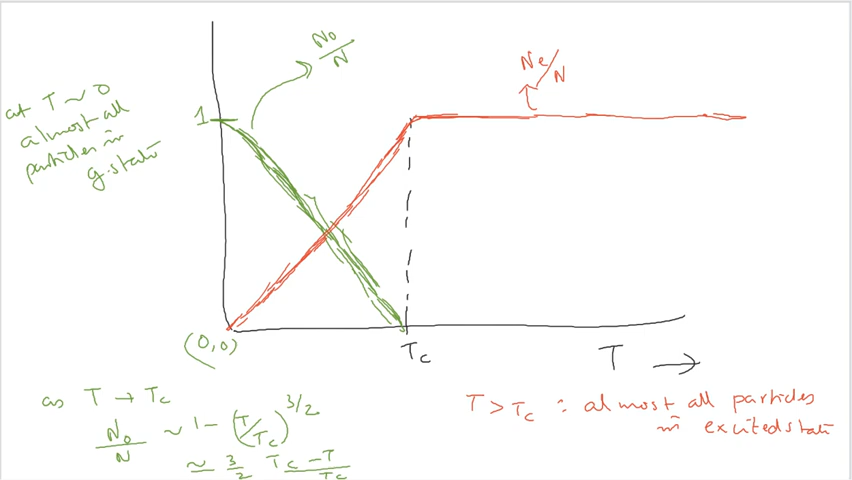 N₀/N
Ne/N
at T ~ 0
almost all
particles in
g.state
1
(0,0)
Tc
T →
as T → Tc
N₀/N ~ 1 - (T/Tc)^3/2
≃ 3/2 Tc - T/Tc
T > Tc : almost all particles
in excited state